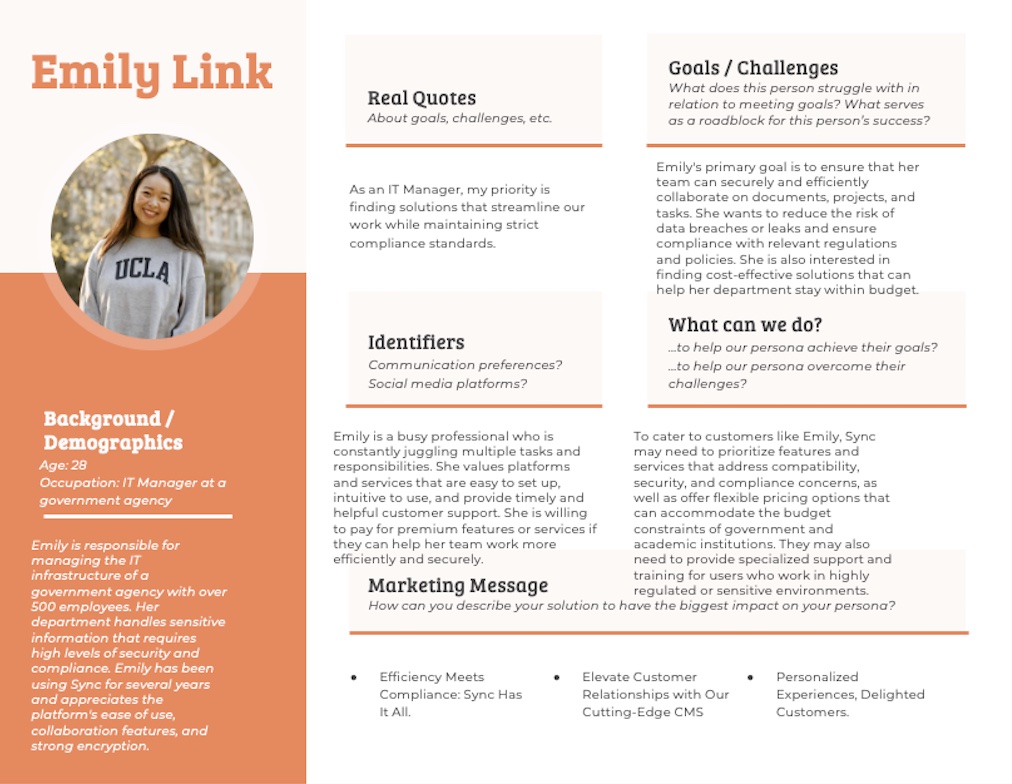 Emily Link
UCLA
Background /
Demographics
Age: 28
Occupation: IT Manager at a
government agency
Emily is responsible for
managing the IT
infrastructure of a
government agency with over
500 employees. Her
department handles sensitive
information that requires
high levels of security and
compliance. Emily has been
using Sync for several years
and appreciates the
platform's ease of use,
collaboration features, and
strong encryption.
Real Quotes
About goals, challenges, etc.
As an IT Manager, my priority is
finding solutions that streamline our
work while maintaining strict
compliance standards.
Goals / Challenges
What does this person struggle with in
relation to meeting goals? What serves
as a roadblock for this person's success?
Emily's primary goal is to ensure that her
team can securely and efficiently
collaborate on documents, projects, and
tasks. She wants to reduce the risk of
data breaches or leaks and ensure
compliance with relevant regulations
and policies. She is also interested in
finding cost-effective solutions that can
help her department stay within budget.
Identifiers
Communication preferences?
Social media platforms?
Emily is a busy professional who is
constantly juggling multiple tasks and
responsibilities. She values platforms
and services that are easy to set up,
intuitive to use, and provide timely and
helpful customer support. She is willing
to pay for premium features or services if
they can help her team work more
efficiently and securely.
What can we do?
...to help our persona achieve their goals?
...to help our persona overcome their
challenges?
To cater to customers like Emily, Sync
may need to prioritize features and
services that address compatibility,
security, and compliance concerns, as
well as offer flexible pricing options that
can accommodate the budget
constraints of government and
academic institutions. They may also
need to provide specialized support and
training for users who work in highly
regulated or sensitive environments.
Marketing Message
How can you describe your solution to have the biggest impact on your persona?
• Efficiency Meets
Compliance: Sync Has
It All.
• Elevate Customer
Relationships with Our
Cutting-Edge CMS
• Personalized
Experiences, Delighted
Customers.